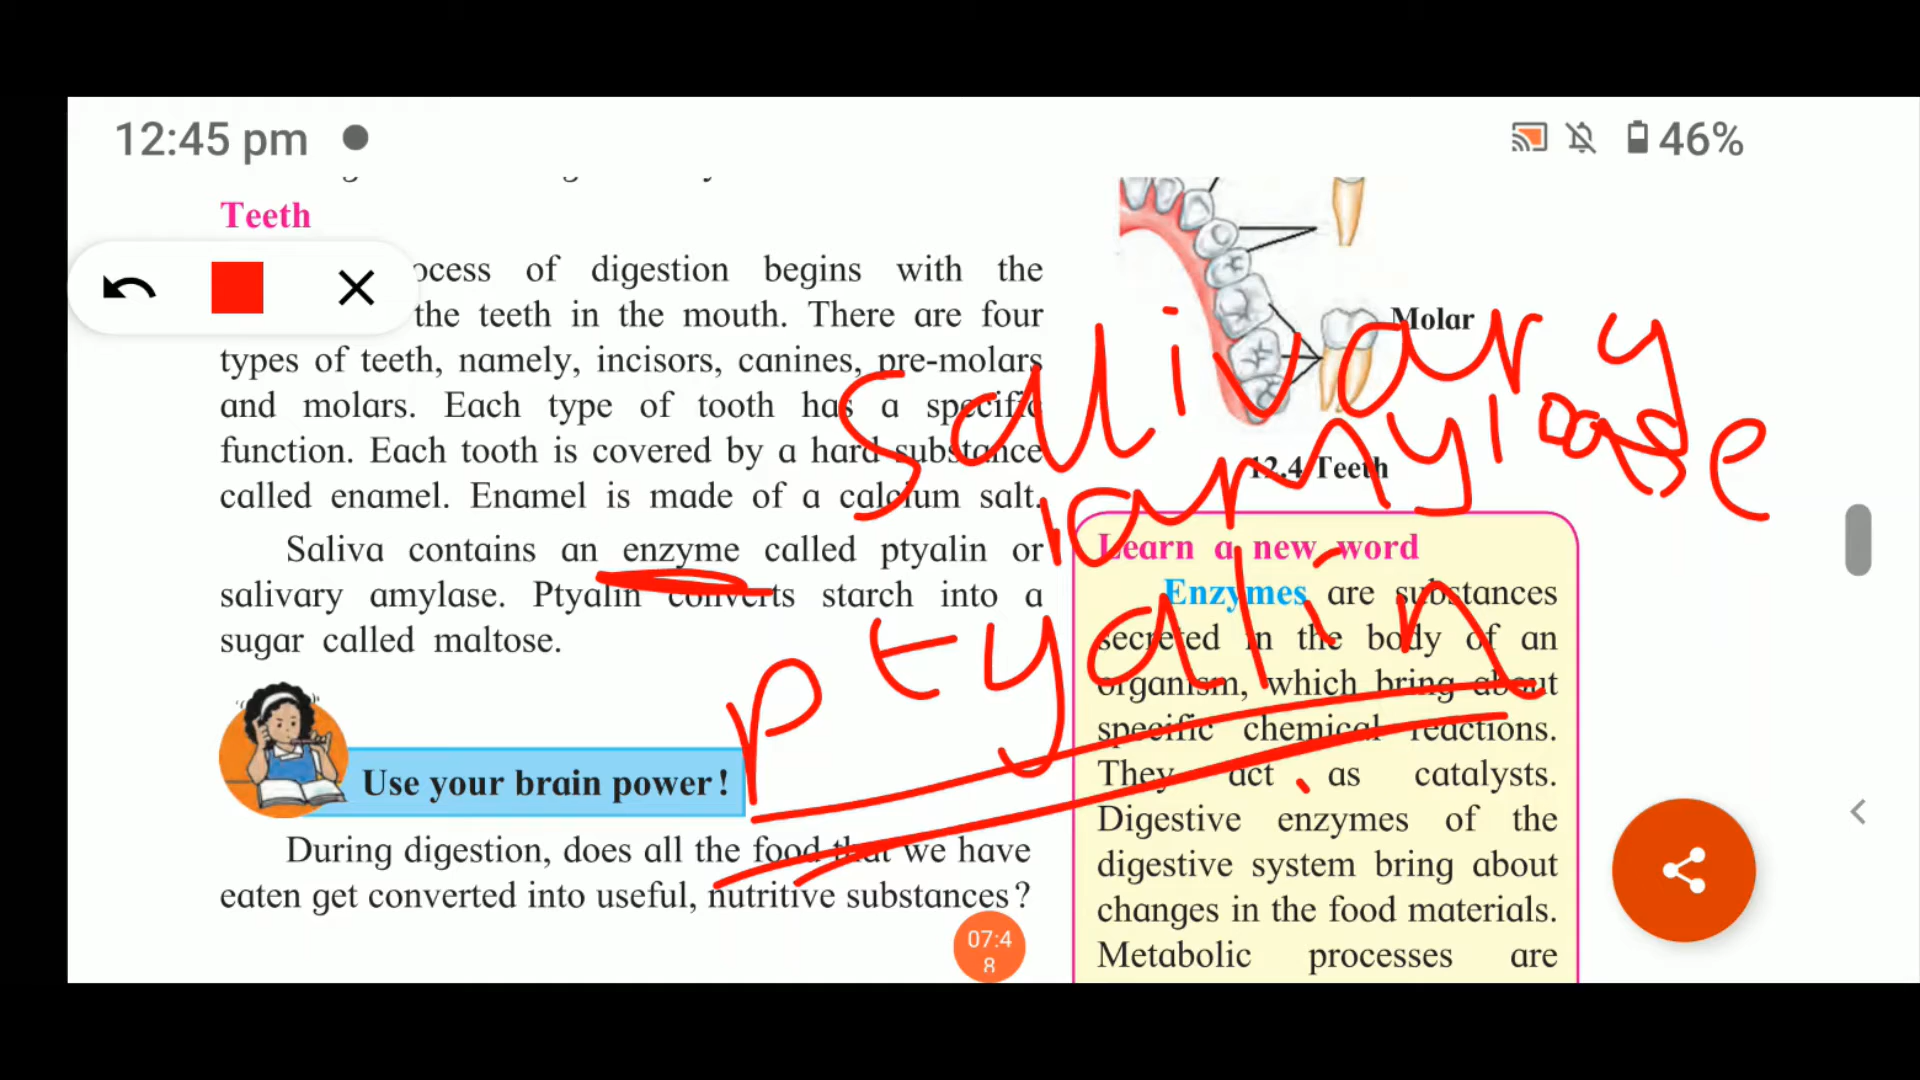 12:45 pm
46%
Teeth
ocess of digestion begins with the
the teeth in the mouth. There are four
types of teeth, namely, incisors, canines, pre-molars
and molars. Each type of tooth has a specific
function. Each tooth is covered by a hard substance
called enamel. Enamel is made of a calcium salt.
Saliva contains an enzyme called ptyalin or
salivary amylase. Ptyalin converts starch into a
sugar called maltose.
Use your brain power!
During digestion, does all the food that we have
eaten get converted into useful, nutritive substances?
07:4
8
Molar
12.4 Teeth
salivary
ptyalin
Learn a new word
Enzymes are substances
secreted in the body of an
organism, which bring about
specific chemical reactions.
They act as catalysts.
Digestive enzymes of the
digestive system bring about
changes in the food materials.
Metabolic processes are